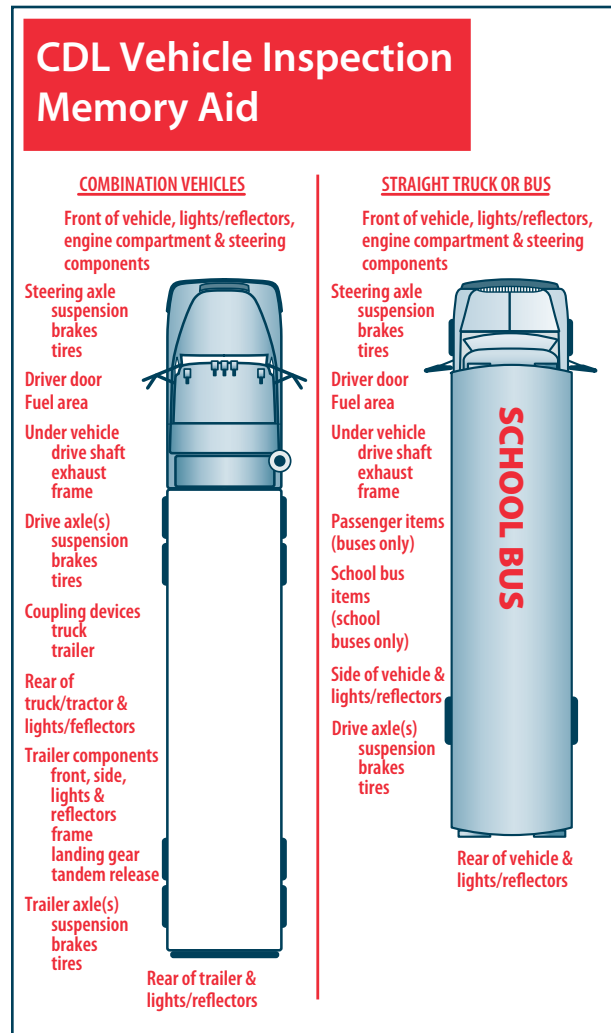 CDL Vehicle Inspection
Memory Aid
COMBINATION VEHICLES
Front of vehicle, lights/reflectors,
engine compartment & steering
components
Steering axle
suspension
brakes
tires
Driver door
Fuel area
Under vehicle
drive shaft
exhaust
frame
Drive axle(s)
suspension
brakes
tires
Coupling devices
truck
trailer
Rear of
truck/tractor &
lights/feflectors
Trailer components
front, side,
lights &
reflectors
frame
landing gear
tandem release
Trailer axle(s)
suspension
brakes
tires
Rear of trailer &
lights/reflectors
STRAIGHT TRUCK OR BUS
Front of vehicle, lights/reflectors,
engine compartment & steering
components
Steering axle
suspension
brakes
tires
Driver door
Fuel area
Under vehicle
drive shaft
exhaust
frame
Passenger items
(buses only)
School bus
items
(school
buses only)
Side of vehicle &
lights/reflectors
Drive axle(s)
suspension
brakes
tires
SCHOOL BUS
Rear of vehicle &
lights/reflectors